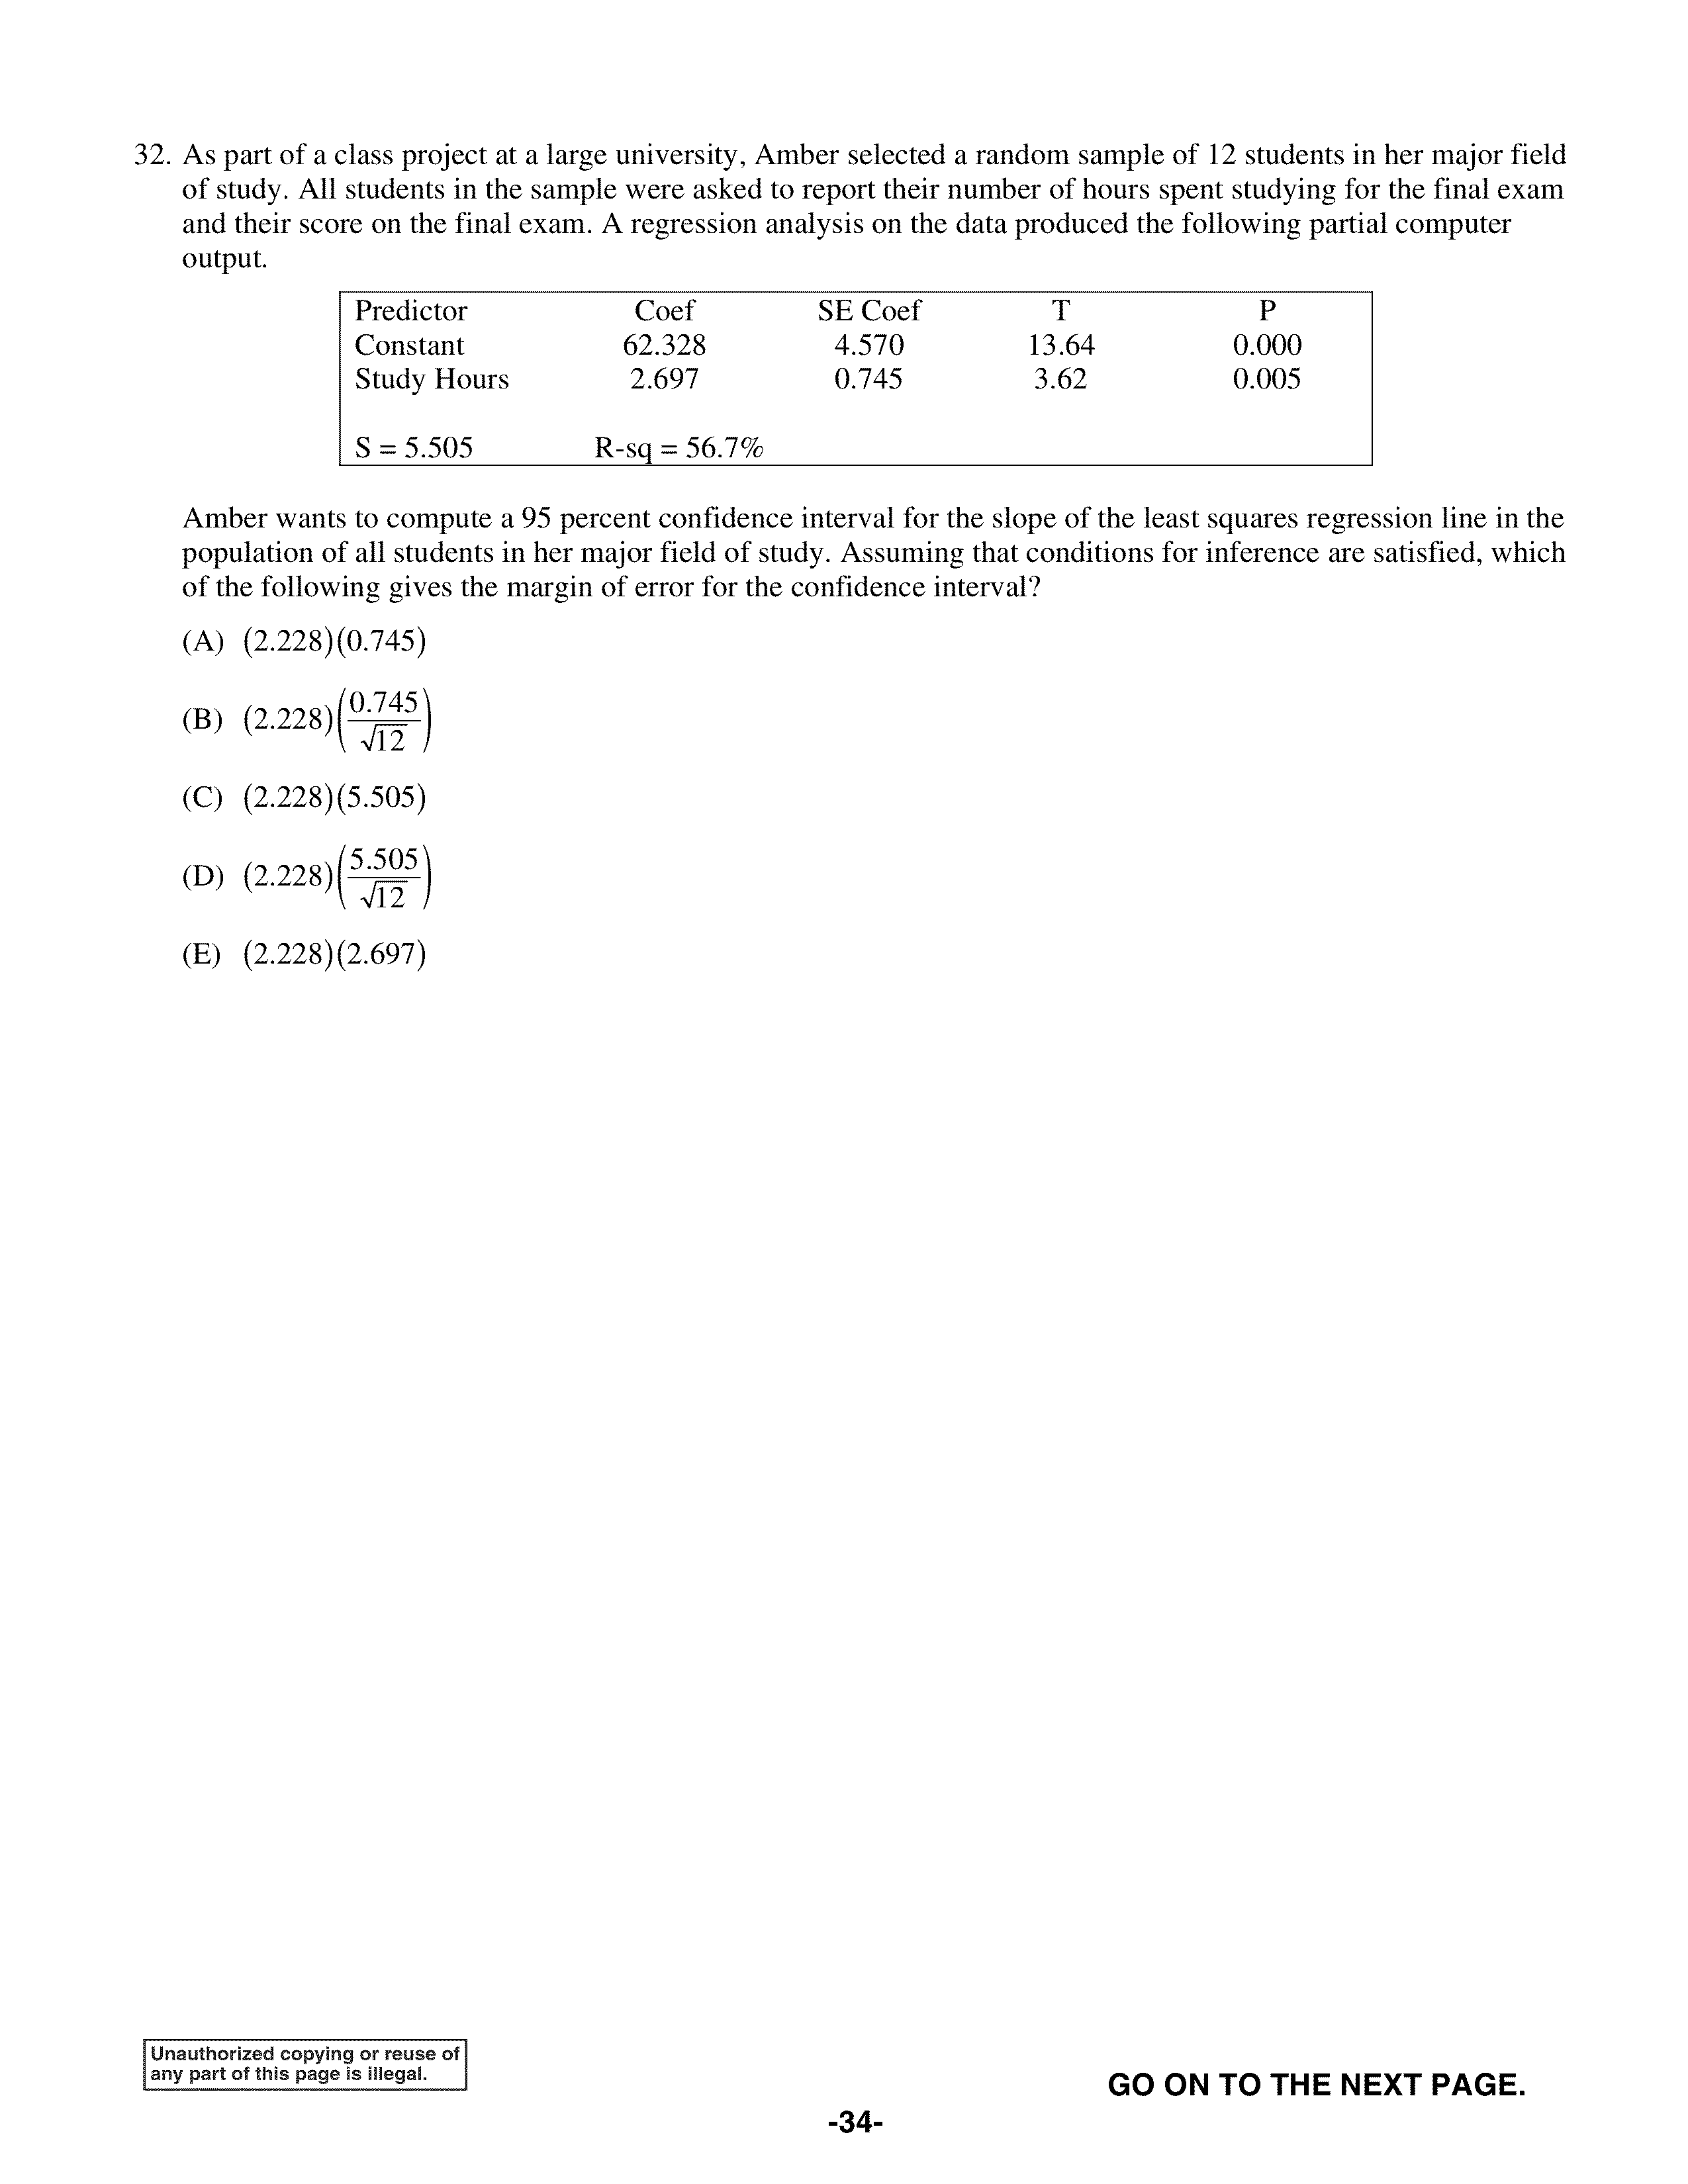 32. As part of a class project at a large university, Amber selected a random sample of 12 students in her major field
of study. All students in the sample were asked to report their number of hours spent studying for the final exam
and their score on the final exam. A regression analysis on the data produced the following partial computer
output.
Predictor Coef SE Coef T P
Constant 62.328 4.570 13.64 0.000
Study Hours 2.697 0.745 3.62 0.005
S = 5.505 R-sq = 56.7%
Amber wants to compute a 95 percent confidence interval for the slope of the least squares regression line in the
population of all students in her major field of study. Assuming that conditions for inference are satisfied, which
of the following gives the margin of error for the confidence interval?
(A) (2.228)(0.745)
(B) (2.228)(0.745/√12)
(C) (2.228)(5.505)
(D) (2.228)(5.505/√12)
(E) (2.228)(2.697)
Unauthorized copying or reuse of
any part of this page is illegal.
GO ON TO THE NEXT PAGE.
-34-